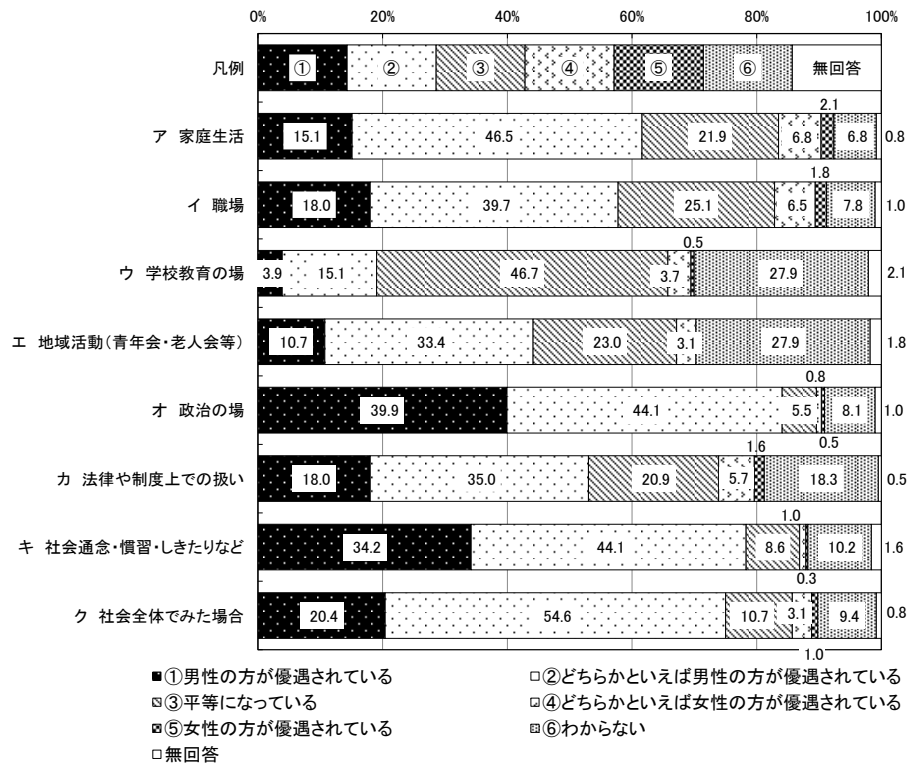 0% 20% 40% 60% 80% 100%
凡例 ① ② ③ ④ ⑤ ⑥ 無回答
2.1
ア 家庭生活 15.1 46.5 21.9 6.8 6.8 0.8
1.8
イ 職場 18.0 39.7 25.1 6.5 7.8 1.0
0.5
ウ 学校教育の場 3.9 15.1 46.7 3.7 27.9 2.1
エ 地域活動(青年会・老人会等) 10.7 33.4 23.0 3.1 27.9 1.8
0.8
オ 政治の場 39.9 44.1 5.5 8.1 1.0
0.5
1.6
カ 法律や制度上での扱い 18.0 35.0 20.9 5.7 18.3 0.5
1.0
キ 社会通念・慣習・しきたりなど 34.2 44.1 8.6 10.2 1.6
0.3
ク 社会全体でみた場合 20.4 54.6 10.7 3.1 9.4 0.8
1.0
①男性の方が優遇されている ②どちらかといえば男性の方が優遇されている
③平等になっている ④どちらかといえば女性の方が優遇されている
⑤女性の方が優遇されている ⑥わからない
無回答